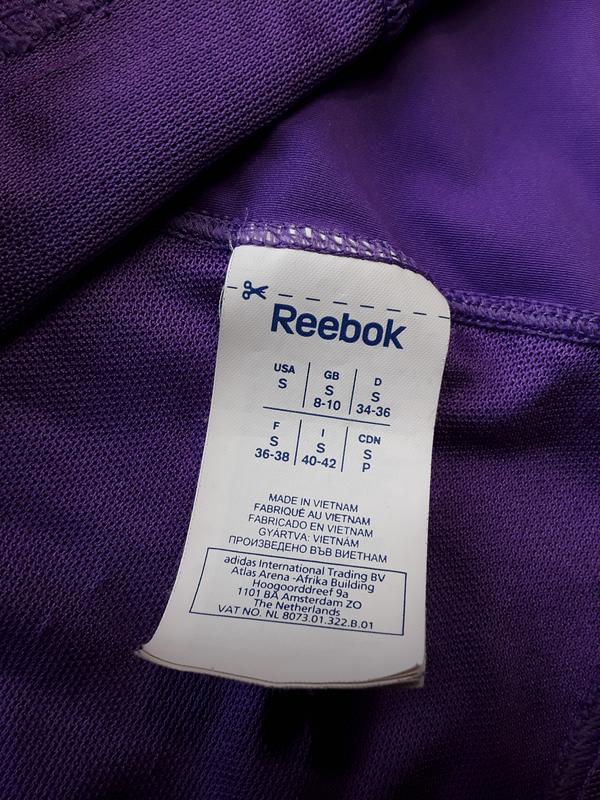 Reebok
USA GB D
S S S
8-10 34-36
F I CDN
S S S
36-38 40-42 P
MADE IN VIETNAM
FABRIQUÉ AU VIETNAM
FABRICADO EN VIETNAM
GYÁRTVA: VIETNÁM
ПРОИЗВЕДЕНО ВЪВ ВИЕТНАМ
adidas International Trading BV
Atlas Arena -Afrika Building
Hoogoorddreef 9a
1101 BA Amsterdam ZO
The Netherlands
VAT NO. NL 8073.01.322.B.01